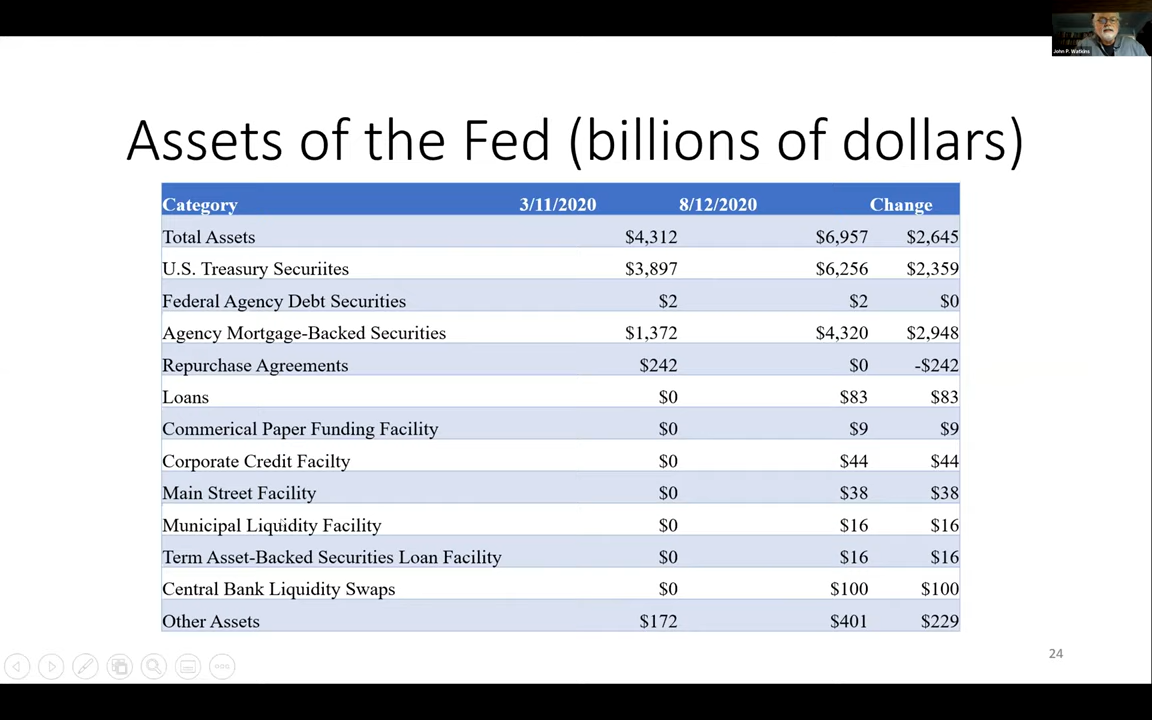 John P. Watkins
Assets of the Fed (billions of dollars)
Category 3/11/2020 8/12/2020 Change
Total Assets $4,312 $6,957 $2,645
U.S. Treasury Securiites $3,897 $6,256 $2,359
Federal Agency Debt Securities $2 $2 $0
Agency Mortgage-Backed Securities $1,372 $4,320 $2,948
Repurchase Agreements $242 $0 -$242
Loans $0 $83 $83
Commerical Paper Funding Facility $0 $9 $9
Corporate Credit Facilty $0 $44 $44
Main Street Facility $0 $38 $38
Municipal Liquidity Facility $0 $16 $16
Term Asset-Backed Securities Loan Facility $0 $16 $16
Central Bank Liquidity Swaps $0 $100 $100
Other Assets $172 $401 $229
24